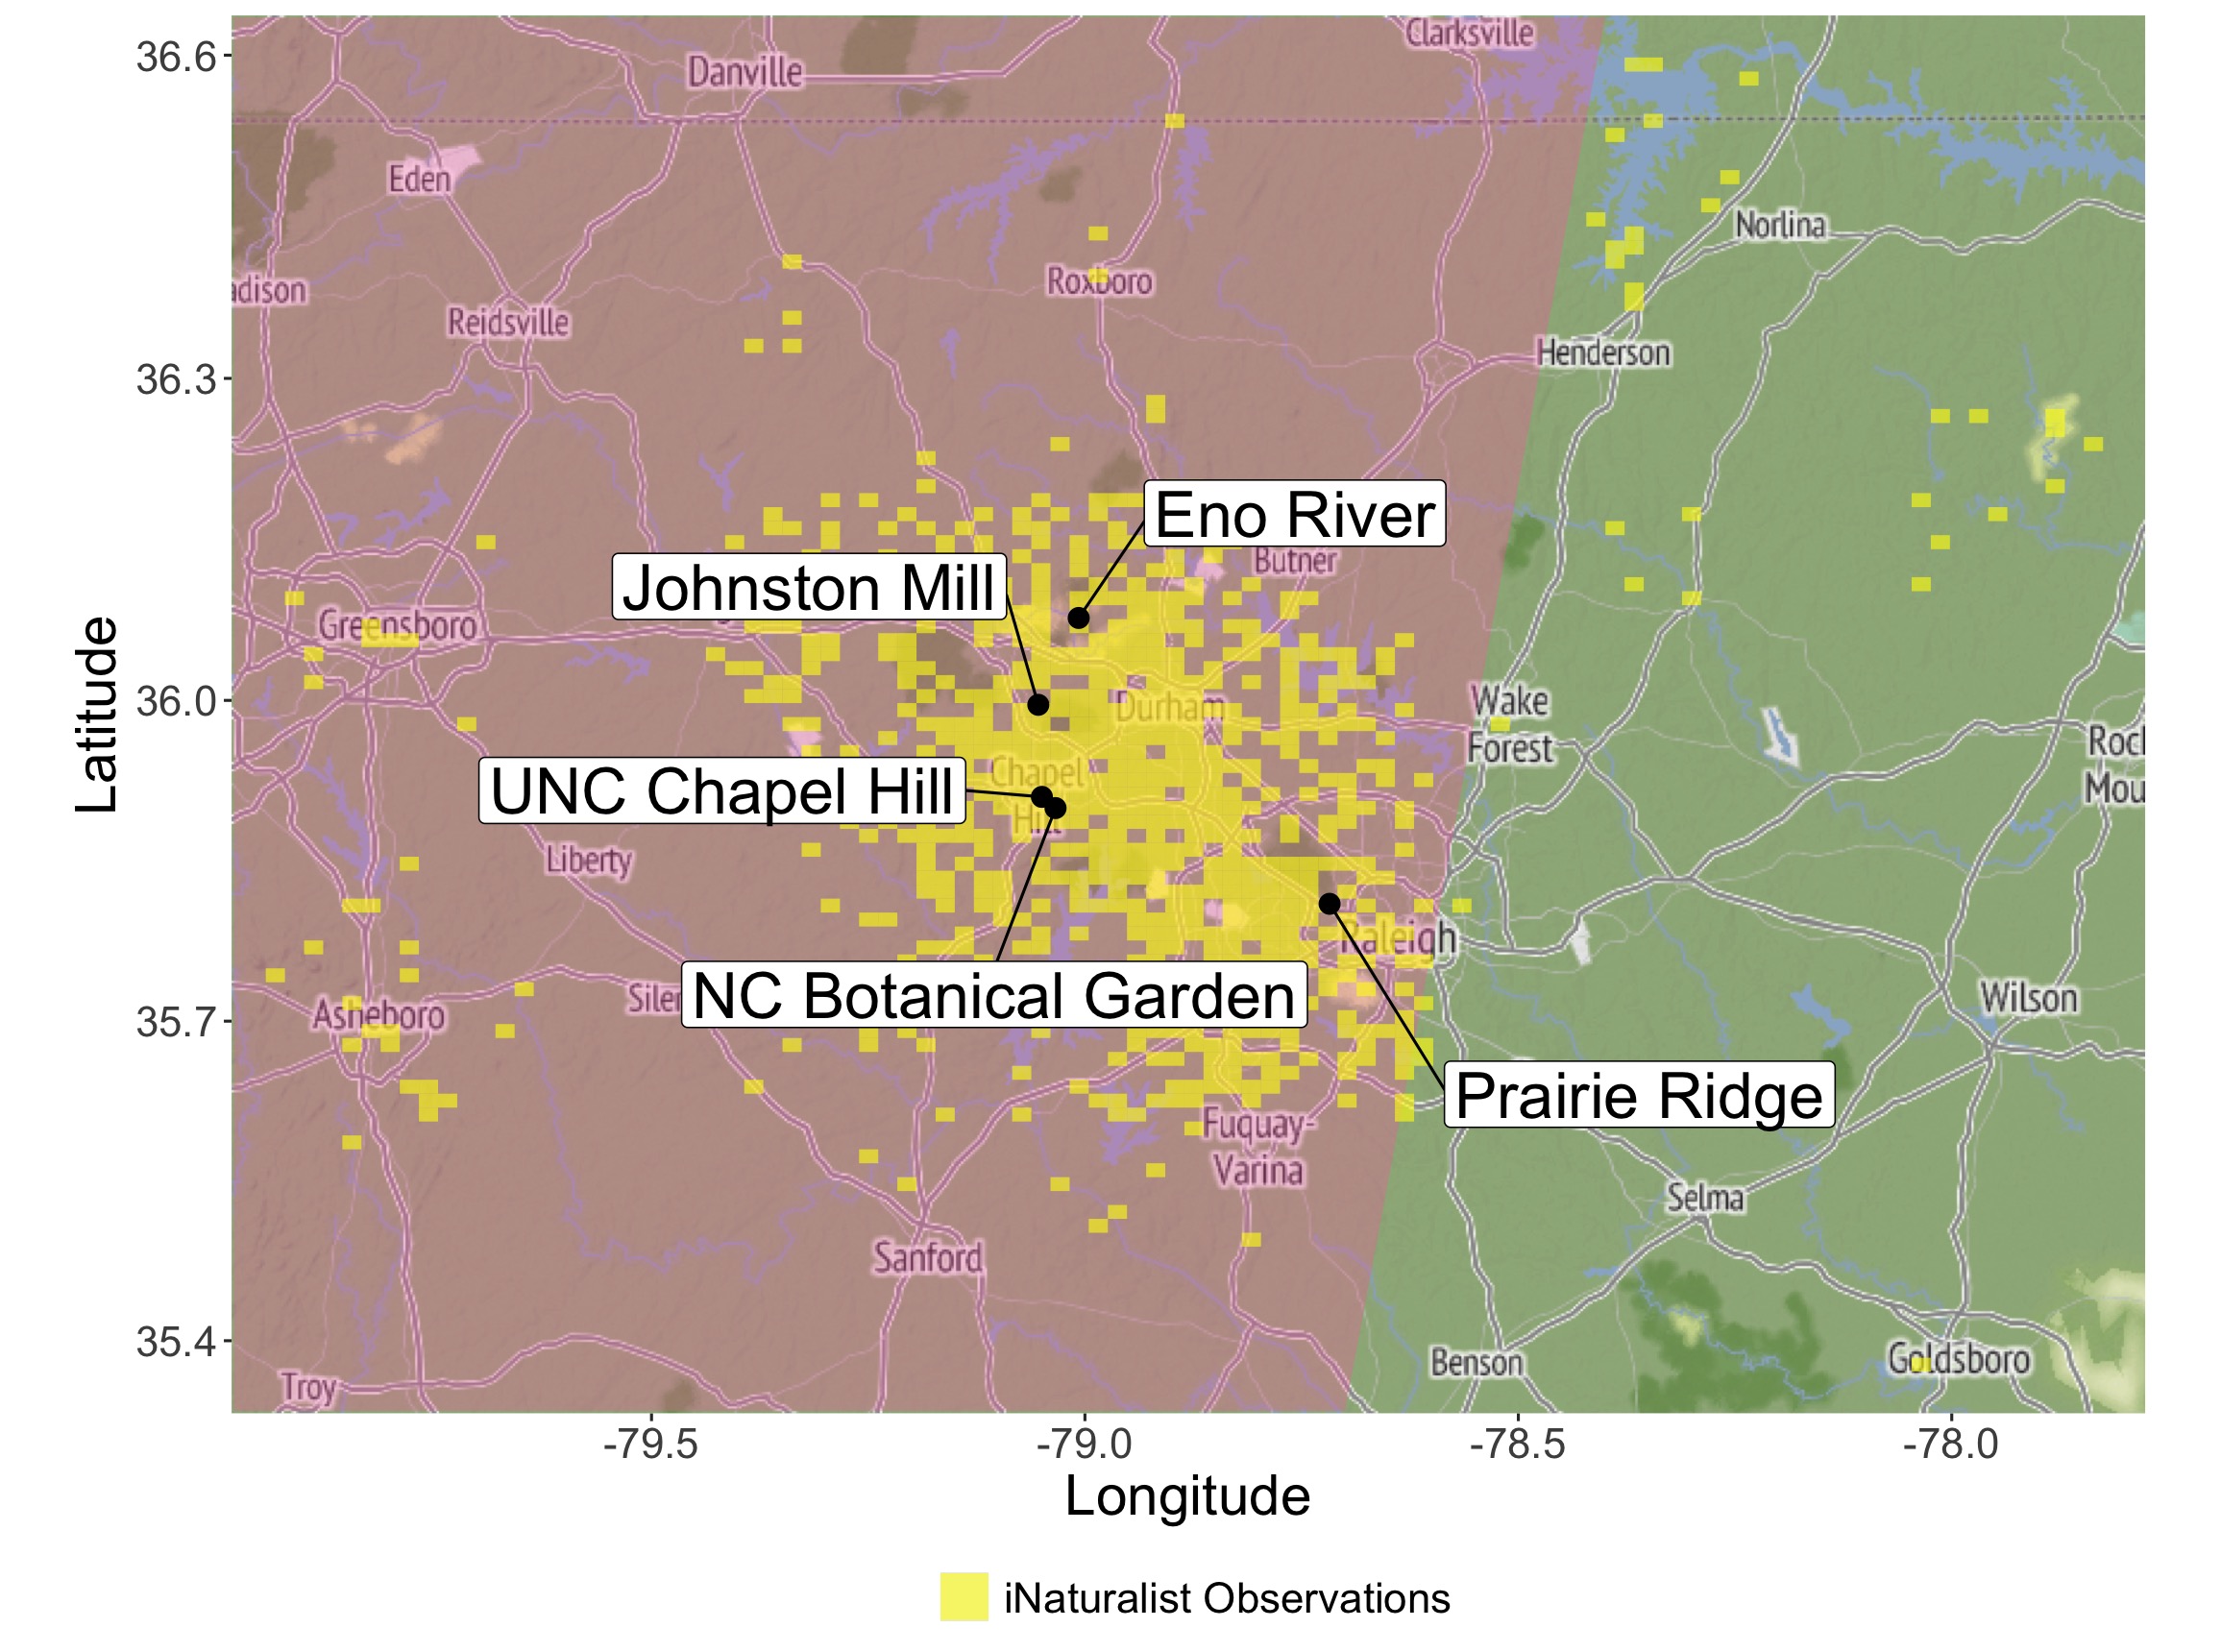 36.6
36.3
36.0
35.7
35.4
Latitude
Clarksville
Danville
Eden
Norlina
adison
Roxboro
Reidsville
Henderson
Eno River
Butner
Johnston Mill
Greensboro
Durham
Wake
Forest
Chapel
Hill
UNC Chapel Hill
Liberty
Raleigh
NC Botanical Garden
Siler
Asheboro
Wilson
Prairie Ridge
Fuquay-
Varina
Selma
Sanford
Benson
Goldsboro
Troy
Mou
-79.5
-79.0
-78.5
-78.0
Longitude
iNaturalist Observations